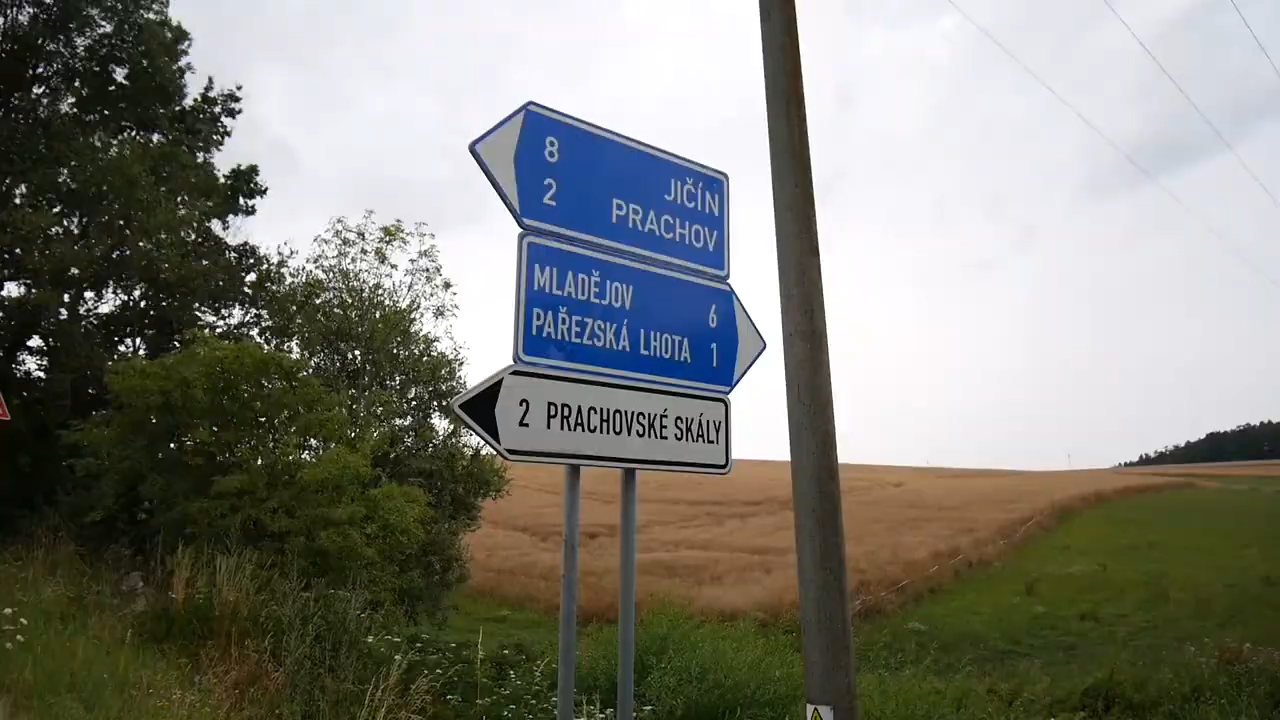 8 JIČÍN
2 PRACHOV
MLADĚJOV 6
PAŘEZSKÁ LHOTA 1
2 PRACHOVSKÉ SKÁLY